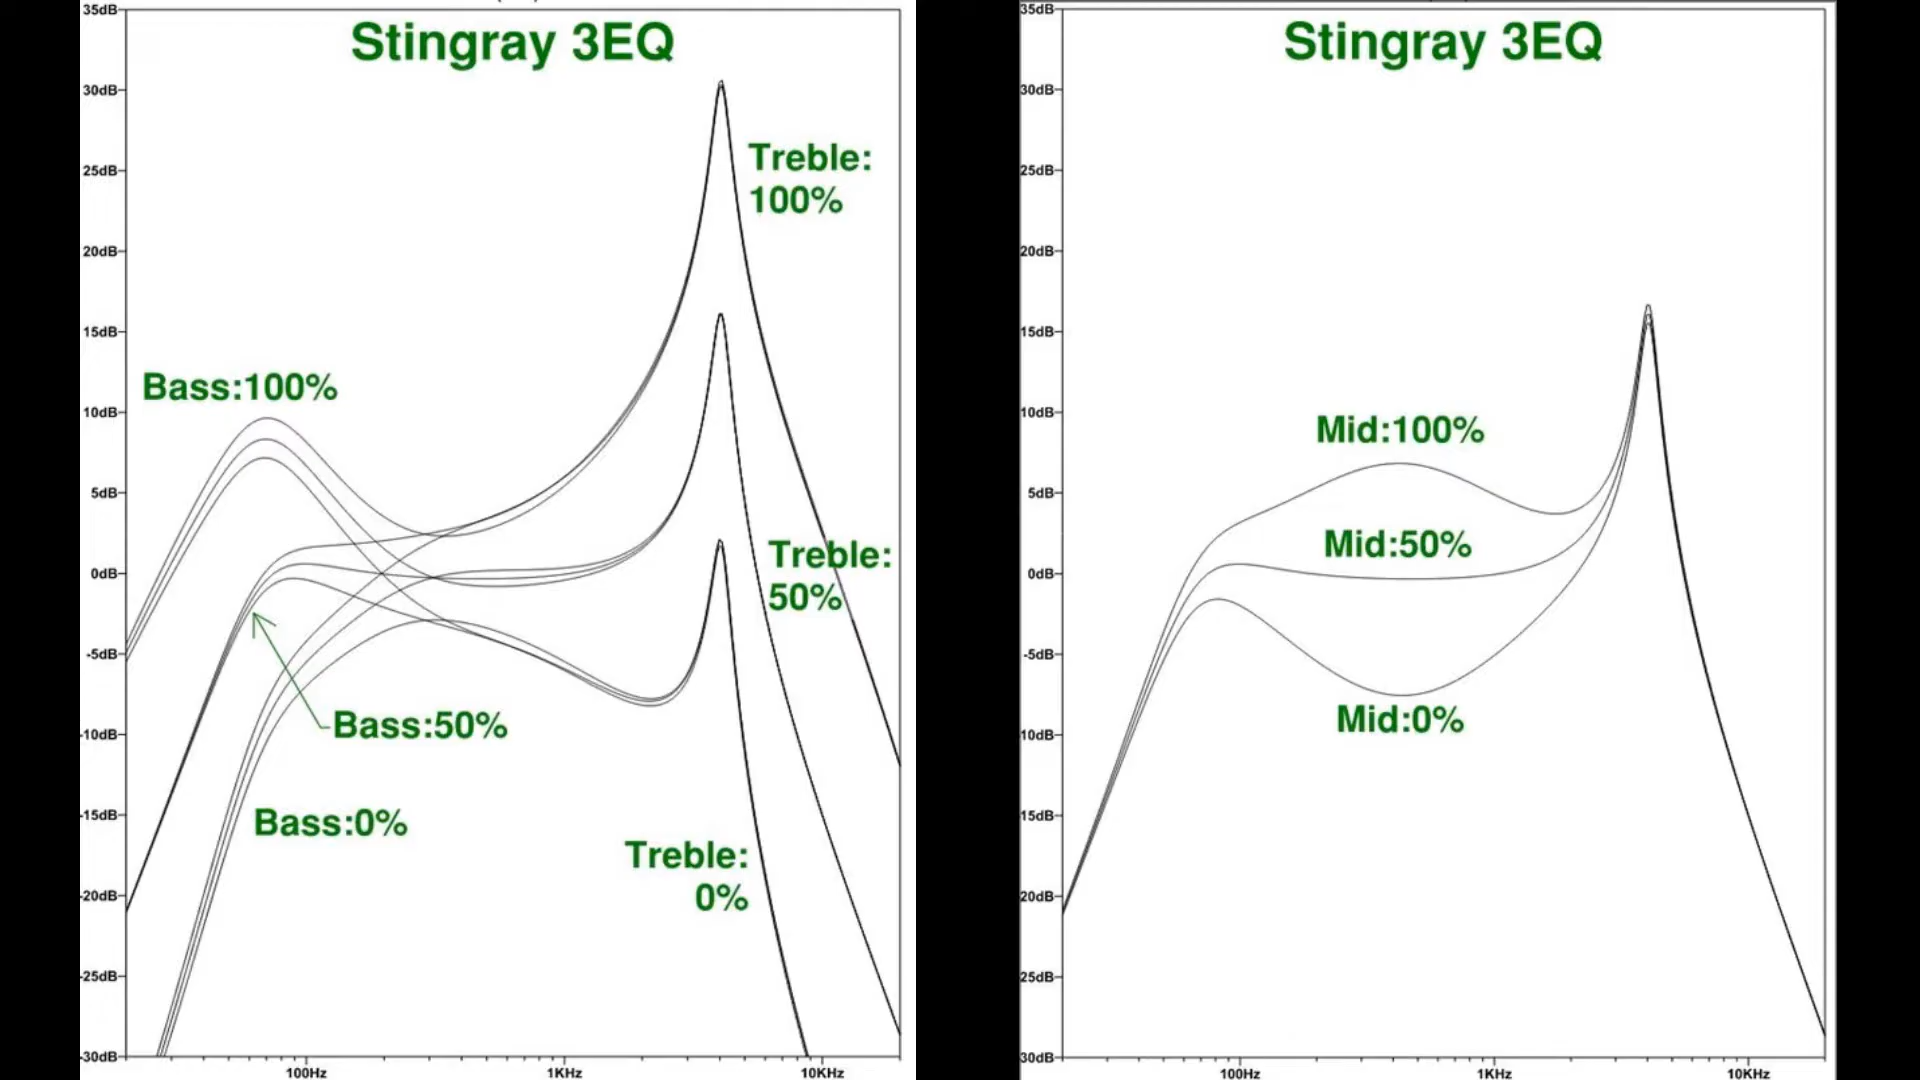 35dB
Stingray 3EQ
30dB
Treble:
100%
25dB
20dB
15dB
Bass:100%
10dB
5dB
Treble:
50%
0dB
-5dB
Bass:50%
-10dB
Bass:0%
-15dB
Treble:
0%
-20dB
-25dB
-30dB
100Hz 1KHz 10KHz
35dB
Stingray 3EQ
30dB
25dB
20dB
15dB
10dB
Mid:100%
5dB
Mid:50%
0dB
-5dB
Mid:0%
10dB
15dB
20dB
25dB
30dB
100Hz 1KHz 10KHz